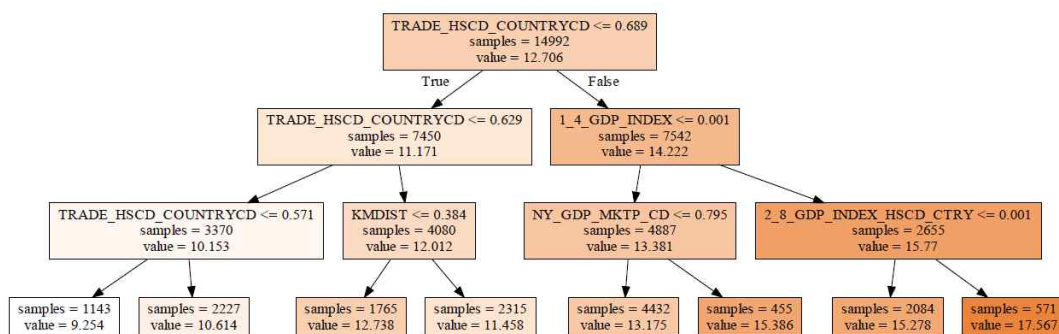 TRADE_HSCD_COUNTRYCD <= 0.689
samples = 14992
value = 12.706
True
False
TRADE_HSCD_COUNTRYCD <= 0.629
samples = 7450
value = 11.171
1_4_GDP_INDEX <= 0.001
samples = 7542
value = 14.222
TRADE_HSCD_COUNTRYCD <= 0.571
samples = 3370
value = 10.153
KMDIST <= 0.384
samples = 4080
value = 12.012
NY_GDP_MKTP_CD <= 0.795
samples = 4887
value = 13.381
2_8_GDP_INDEX_HSCD_CTRY <= 0.001
samples = 2655
value = 15.77
samples = 1143
value = 9.254
samples = 2227
value = 10.614
samples = 1765
value = 12.738
samples = 2315
value = 11.458
samples = 4432
value = 13.175
samples = 455
value = 15.386
samples = 2084
value = 15.278
samples = 571
value = 17.567